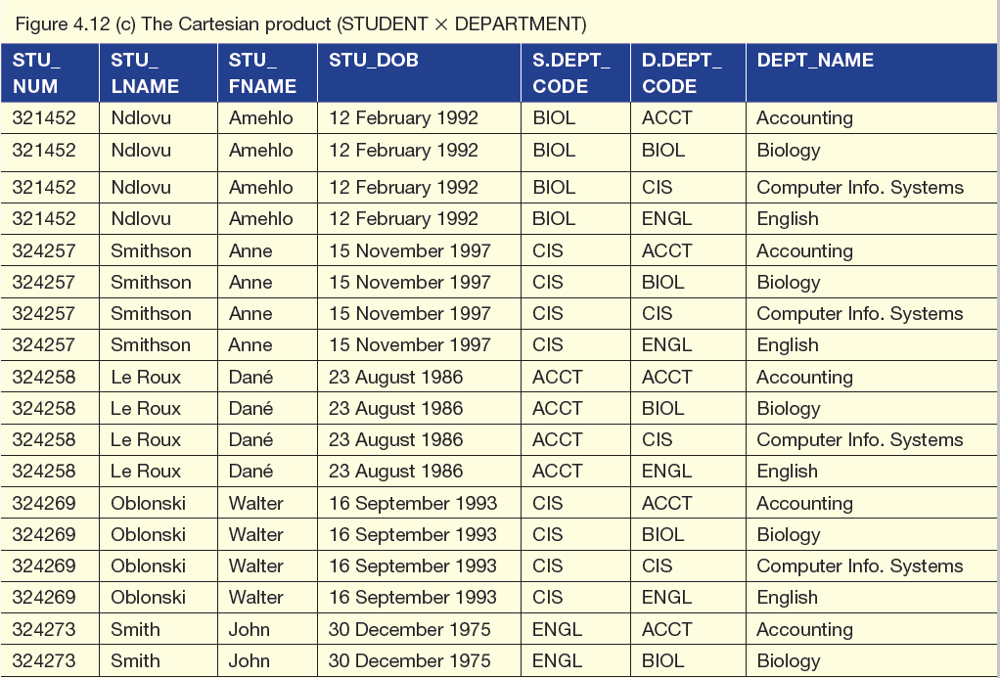 Figure 4.12 (c) The Cartesian product (STUDENT × DEPARTMENT)
STU_ STU_ STU_ STU_DOB S.DEPT_ D.DEPT_ DEPT_NAME
NUM LNAME FNAME CODE CODE
321452 Ndlovu Amehlo 12 February 1992 BIOL ACCT Accounting
321452 Ndlovu Amehlo 12 February 1992 BIOL BIOL Biology
321452 Ndlovu Amehlo 12 February 1992 BIOL CIS Computer Info. Systems
321452 Ndlovu Amehlo 12 February 1992 BIOL ENGL English
324257 Smithson Anne 15 November 1997 CIS ACCT Accounting
324257 Smithson Anne 15 November 1997 CIS BIOL Biology
324257 Smithson Anne 15 November 1997 CIS CIS Computer Info. Systems
324257 Smithson Anne 15 November 1997 CIS ENGL English
324258 Le Roux Dané 23 August 1986 ACCT ACCT Accounting
324258 Le Roux Dané 23 August 1986 ACCT BIOL Biology
324258 Le Roux Dané 23 August 1986 ACCT CIS Computer Info. Systems
324258 Le Roux Dané 23 August 1986 ACCT ENGL English
324269 Oblonski Walter 16 September 1993 CIS ACCT Accounting
324269 Oblonski Walter 16 September 1993 CIS BIOL Biology
324269 Oblonski Walter 16 September 1993 CIS CIS Computer Info. Systems
324269 Oblonski Walter 16 September 1993 CIS ENGL English
324273 Smith John 30 December 1975 ENGL ACCT Accounting
324273 Smith John 30 December 1975 ENGL BIOL Biology